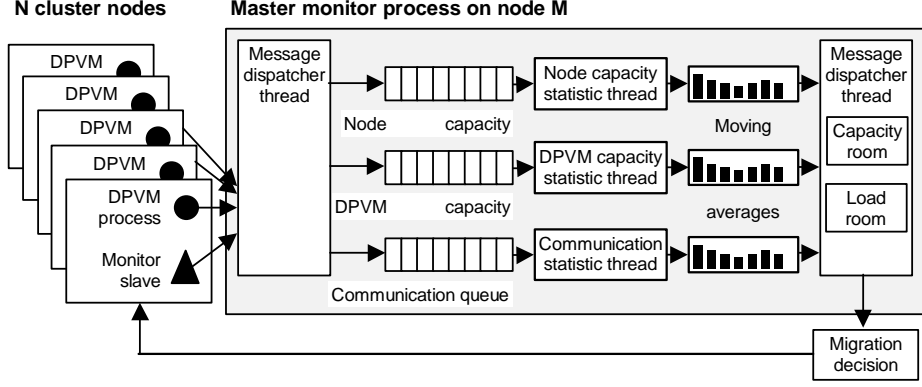 N cluster nodes
Master monitor process on node M
DPVM
DPVM
DPVM
DPVM
DPVM
process
Monitor
slave
Message
dispatcher
thread
Node capacity
DPVM capacity
Communication queue
Node capacity
statistic thread
DPVM capacity
statistic thread
Communication
statistic thread
Moving
averages
Message
dispatcher
thread
Capacity
room
Load
room
Migration
decision